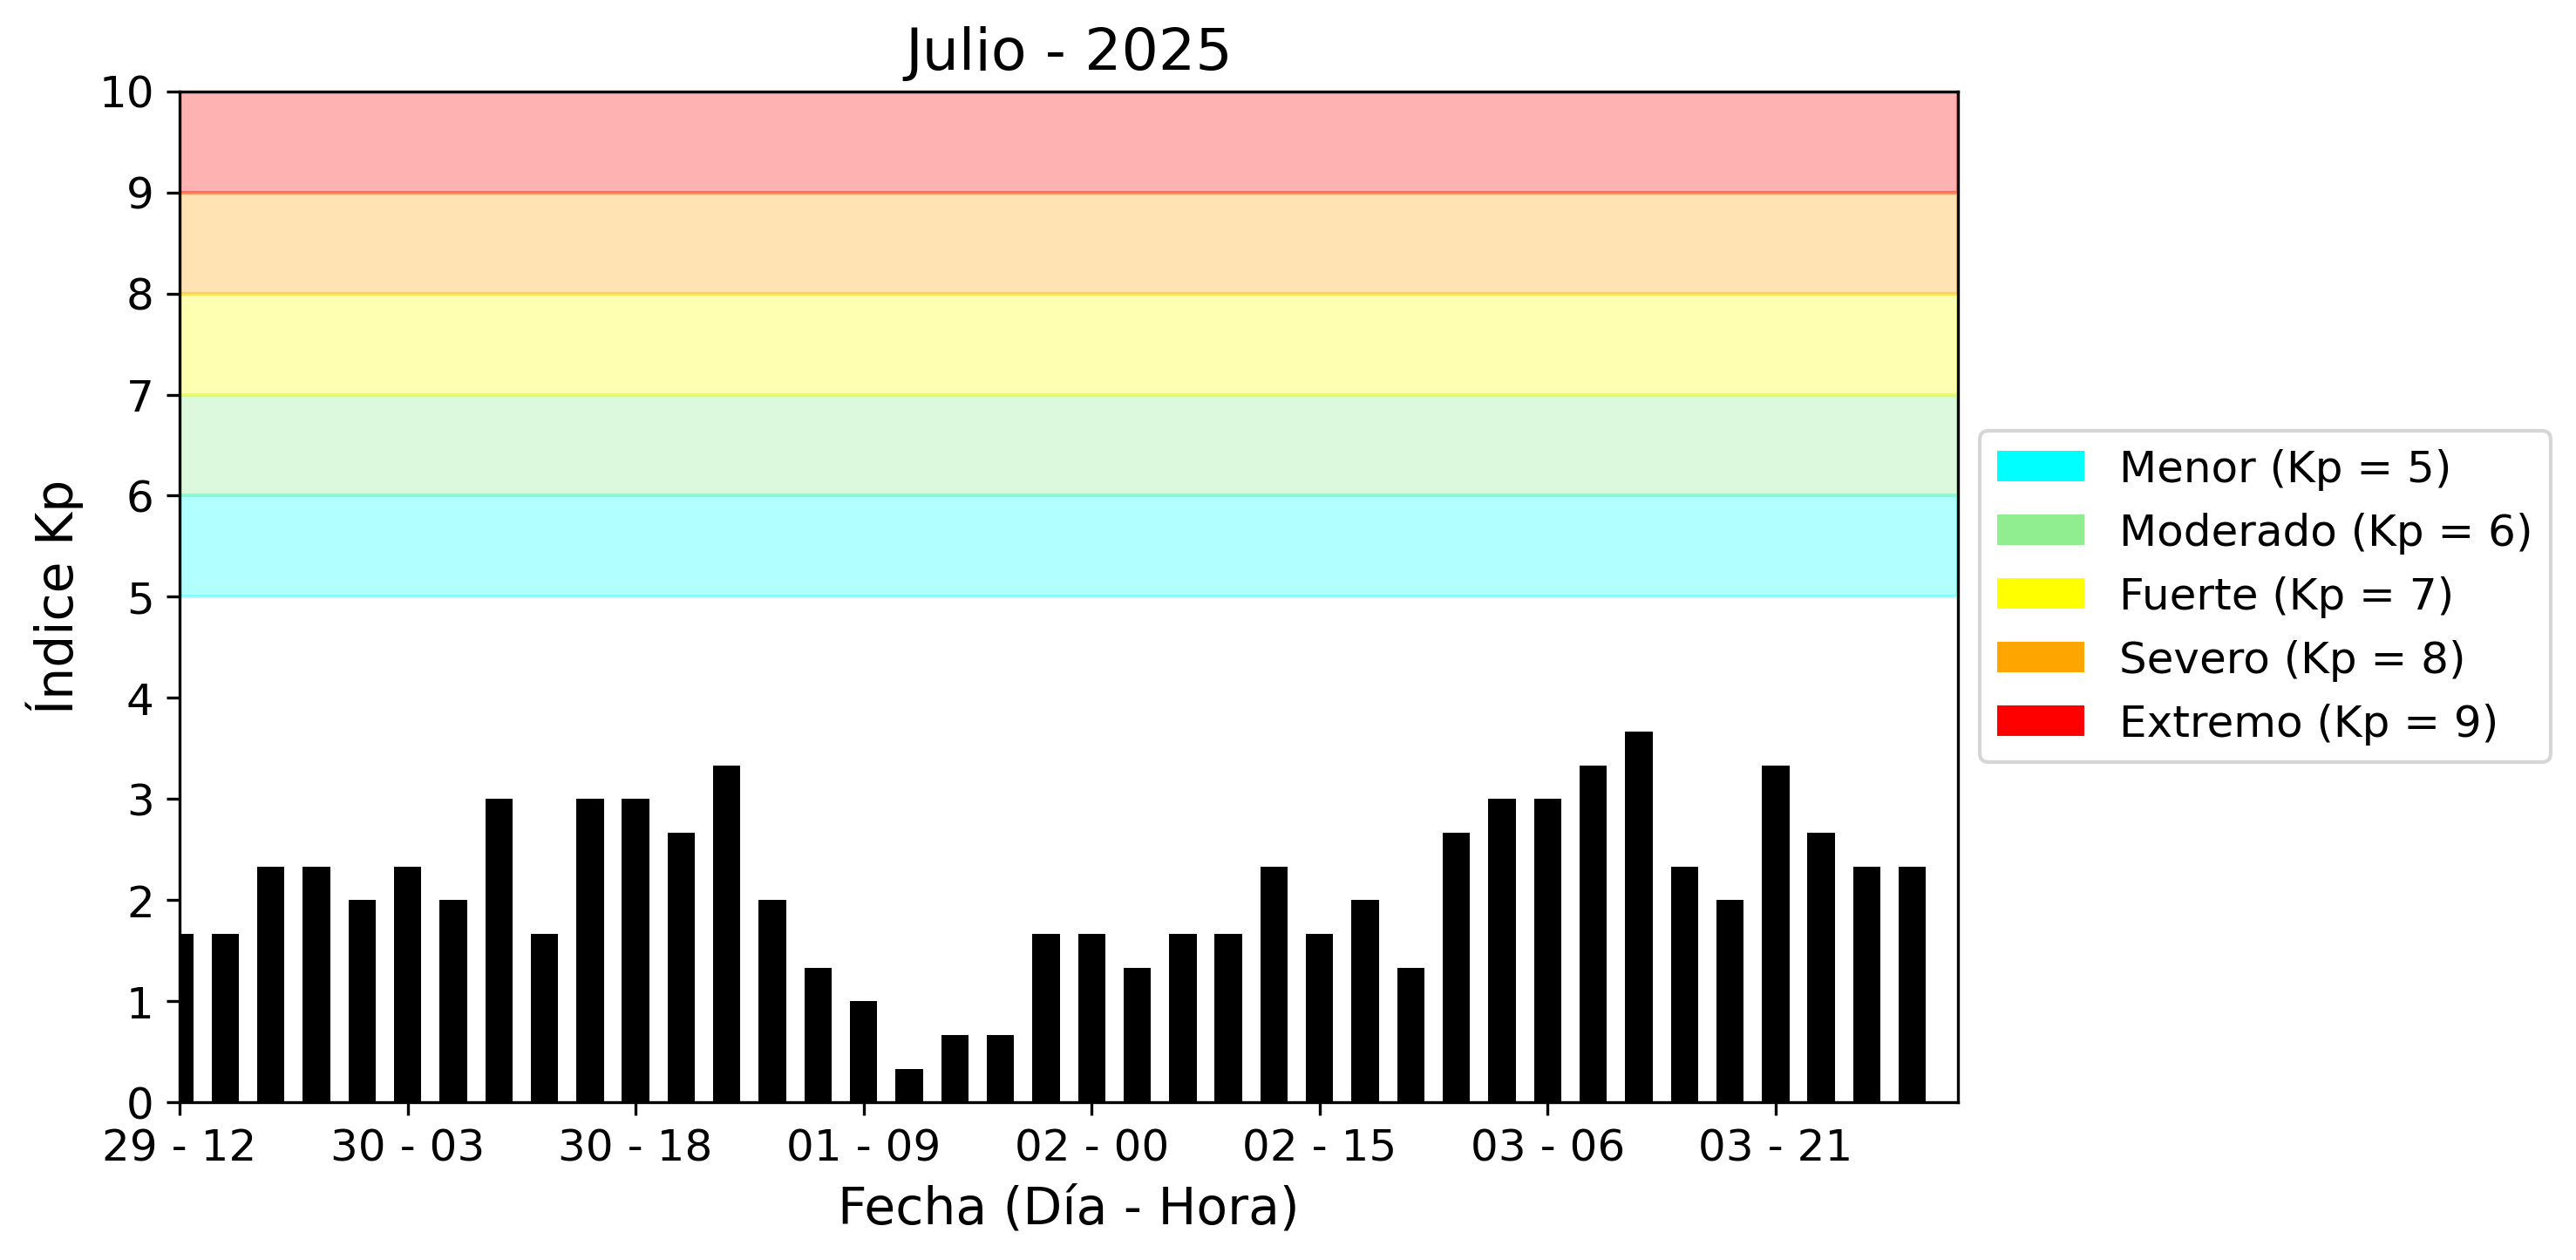 Julio - 2025
10
9
8
7
6
5
4
3
2
1
0
Índice Kp
29 - 12
30 - 03
30 - 18
01 - 09
02 - 00
02 - 15
03 - 06
03 - 21
Fecha (Día - Hora)
Menor (Kp = 5)
Moderado (Kp = 6)
Fuerte (Kp = 7)
Severo (Kp = 8)
Extremo (Kp = 9)